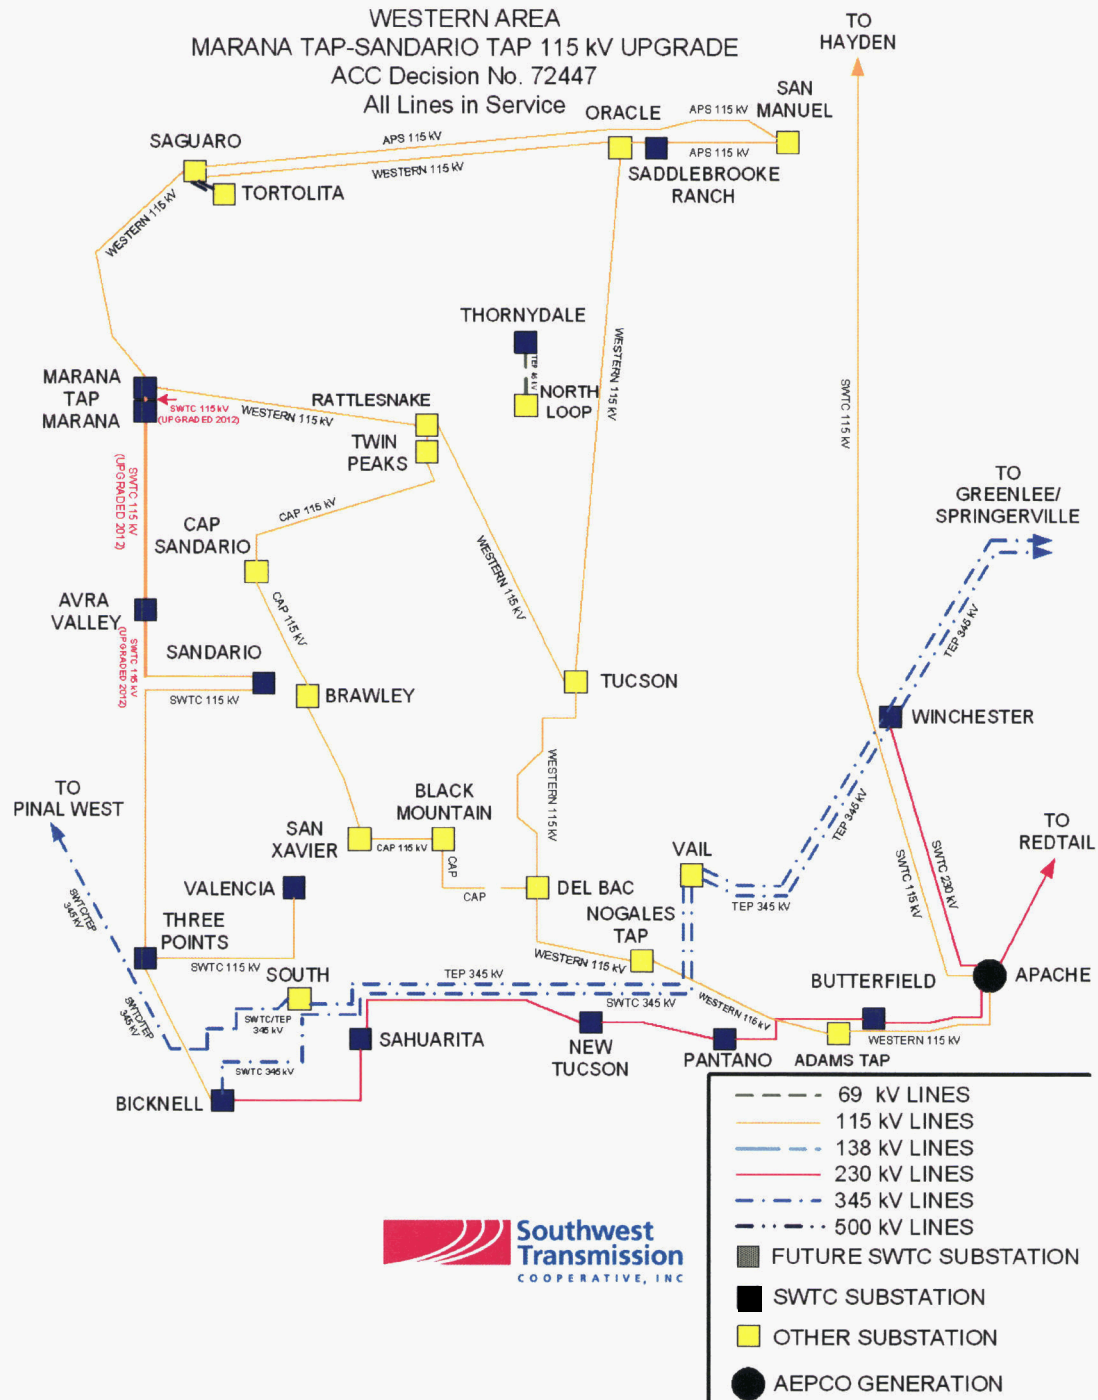 WESTERN AREA
MARANA TAP-SANDARIO TAP 115 kV UPGRADE
ACC Decision No. 72447
All Lines in Service
TO
HAYDEN
SAN
MANUEL
ORACLE
APS 115 kV
SAGUARO
APS 115 kV
WESTERN 115 kV
APS 115 kV
SADDLEBROOKE
RANCH
TORTOLITA
WESTERN 115 kV
THORNYDALE
WESTERN 115 kV
SWTC 115 kV
MARANA
TAP
MARANA
SWTC 115 kV
(UPGRADED 2012)
WESTERN 115 kV
RATTLESNAKE
TWIN
PEAKS
NORTH
LOOP
SWTC 115 kV
(UPGRADED 2012)
CAP 115 kV
CAP
SANDARIO
TO
GREENLEE/
SPRINGERVILLE
WESTERN 115 kV
CAP 115 kV
AVRA
VALLEY
SWTC 115 kV
(UPGRADED 2012)
TEP 345 kV
SANDARIO
SWTC 115 kV
BRAWLEY
TUCSON
WINCHESTER
WESTERN 115 kV
TEP 345 kV
TO
PINAL WEST
BLACK
MOUNTAIN
SAN
XAVIER
CAP 115 kV
CAP
CAP
VAIL
TEP 345 kV
TO
REDTAIL
SWTC 230 kV
SWTC 115 kV
VALENCIA
DEL BAC
SWTC/TEP
345 kV
NOGALES
TAP
THREE
POINTS
SWTC 115 kV
WESTERN 115 kV
SOUTH
TEP 345 kV
SWTC 345 kV
WESTERN 115 kV
BUTTERFIELD
APACHE
SWTC/TEP
345 kV
SWTC/TEP
345 kV
SAHUARITA
NEW
TUCSON
PANTANO
ADAMS TAP
WESTERN 115 kV
SWTC 345 kV
BICKNELL
69 kV LINES
115 kV LINES
138 kV LINES
230 kV LINES
345 kV LINES
500 kV LINES
FUTURE SWTC SUBSTATION
SWTC SUBSTATION
OTHER SUBSTATION
AEPCO GENERATION
Southwest
Transmission
COOPERATIVE, INC